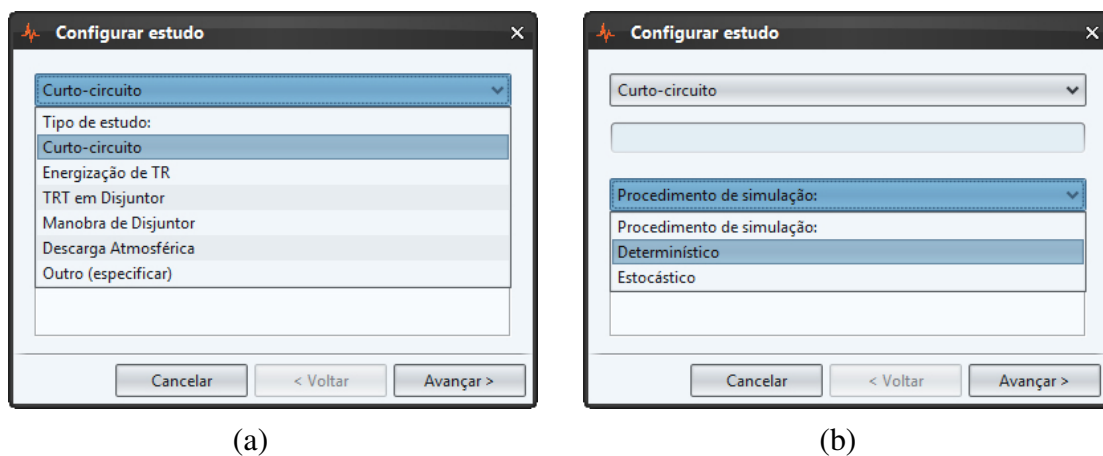 Configurar estudo
Curto-circuito
Tipo de estudo:
Curto-circuito
Energização de TR
TRT em Disjuntor
Manobra de Disjuntor
Descarga Atmosférica
Outro (especificar)
Cancelar
< Voltar
Avançar >
(a)
Configurar estudo
Curto-circuito
Procedimento de simulação:
Procedimento de simulação:
Determinístico
Estocástico
Cancelar
< Voltar
Avançar >
(b)